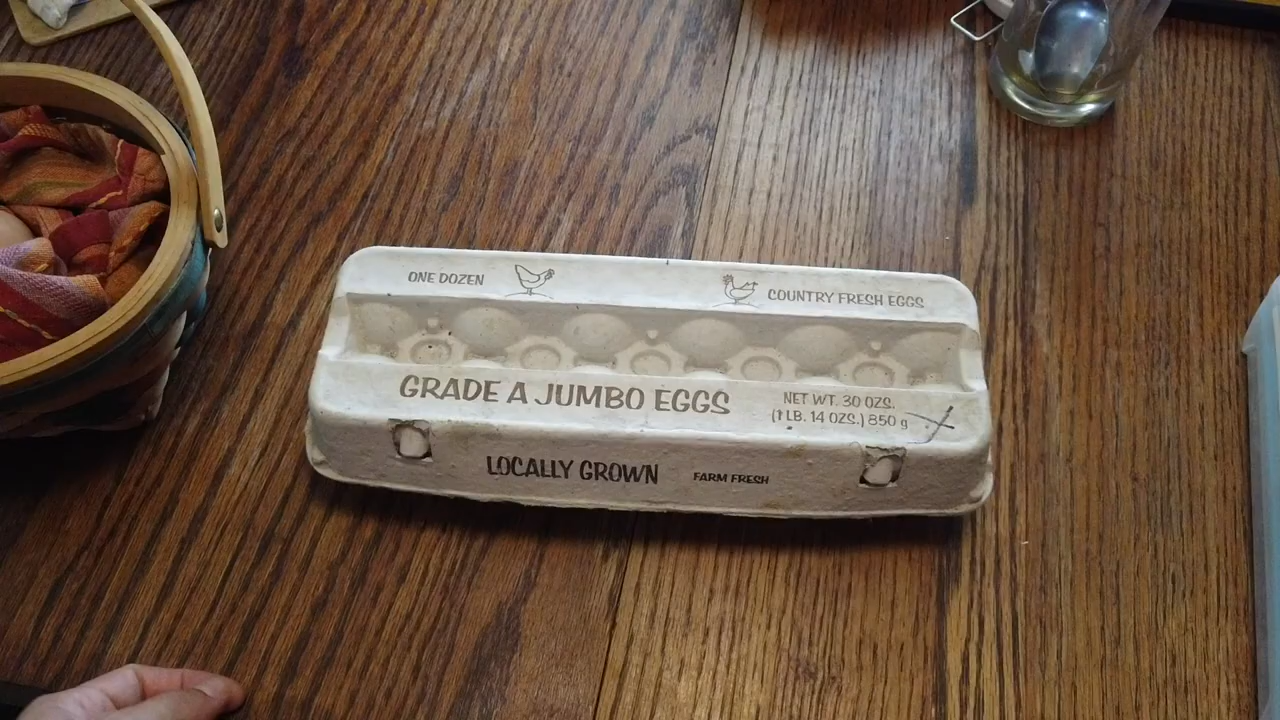 ONE DOZEN
COUNTRY FRESH EGGS
GRADE A JUMBO EGGS
NET WT. 30 OZS.
(1 LB. 14 OZS.) 850 g
LOCALLY GROWN
FARM FRESH